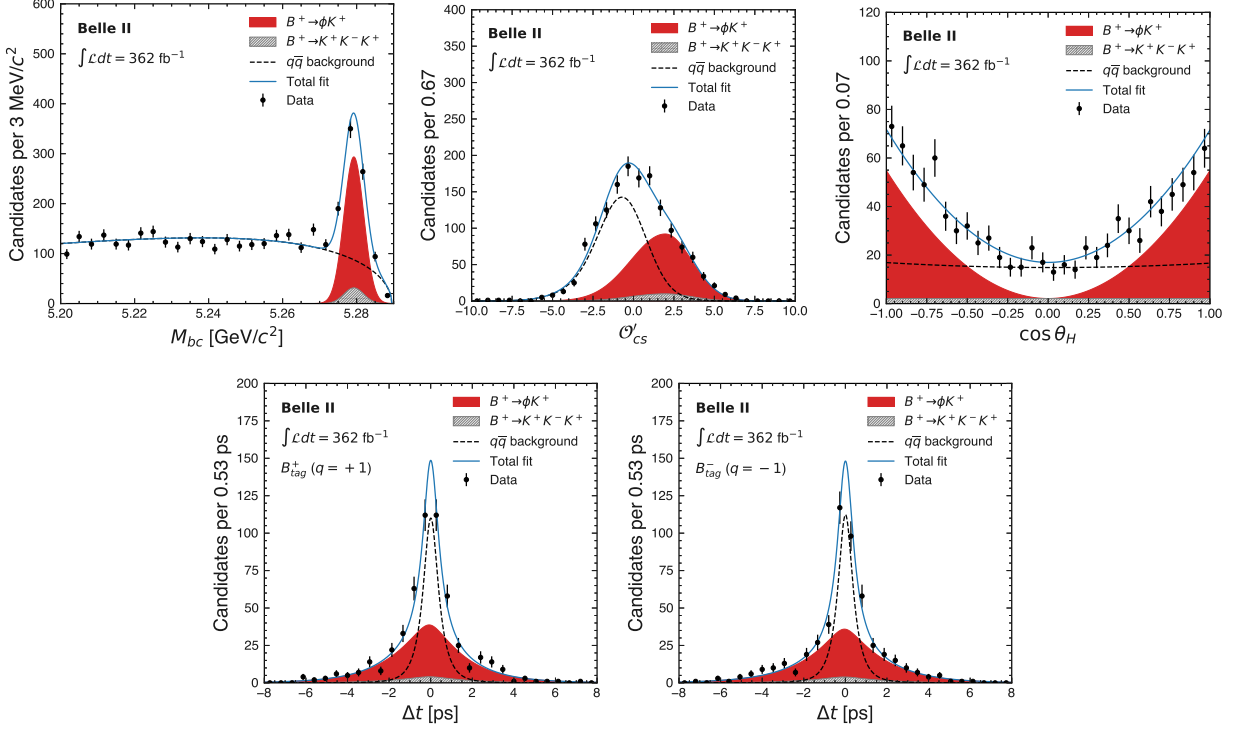 600
500
400
300
200
100
0
5.20
5.22
5.24
5.26
5.28
Candidates per 3 MeV/c²
M_bc [GeV/c²]
Belle II
∫ℒdt = 362 fb⁻¹
B⁺→ϕK⁺
B⁺→K⁺K⁻K⁺
qq̅ background
Total fit
Data
400
350
300
250
200
150
100
50
0
−10.0
−7.5
−5.0
−2.5
0.0
2.5
5.0
7.5
10.0
Candidates per 0.67
𝒪′_cs
Belle II
∫ℒdt = 362 fb⁻¹
B⁺→ϕK⁺
B⁺→K⁺K⁻K⁺
qq̅ background
Total fit
Data
120
100
80
60
40
20
0
−1.00
−0.75
−0.50
−0.25
0.00
0.25
0.50
0.75
1.00
Candidates per 0.07
cos θ_H
Belle II
∫ℒdt = 362 fb⁻¹
B⁺→ϕK⁺
B⁺→K⁺K⁻K⁺
qq̅ background
Total fit
Data
200
175
150
125
100
75
50
25
0
−8
−6
−4
−2
0
2
4
6
8
Candidates per 0.53 ps
Δt [ps]
Belle II
∫ℒdt = 362 fb⁻¹
B⁺_tag (q = +1)
B⁺→ϕK⁺
B⁺→K⁺K⁻K⁺
qq̅ background
Total fit
Data
200
175
150
125
100
75
50
25
0
−8
−6
−4
−2
0
2
4
6
8
Candidates per 0.53 ps
Δt [ps]
Belle II
∫ℒdt = 362 fb⁻¹
B⁻_tag (q = −1)
B⁺→ϕK⁺
B⁺→K⁺K⁻K⁺
qq̅ background
Total fit
Data